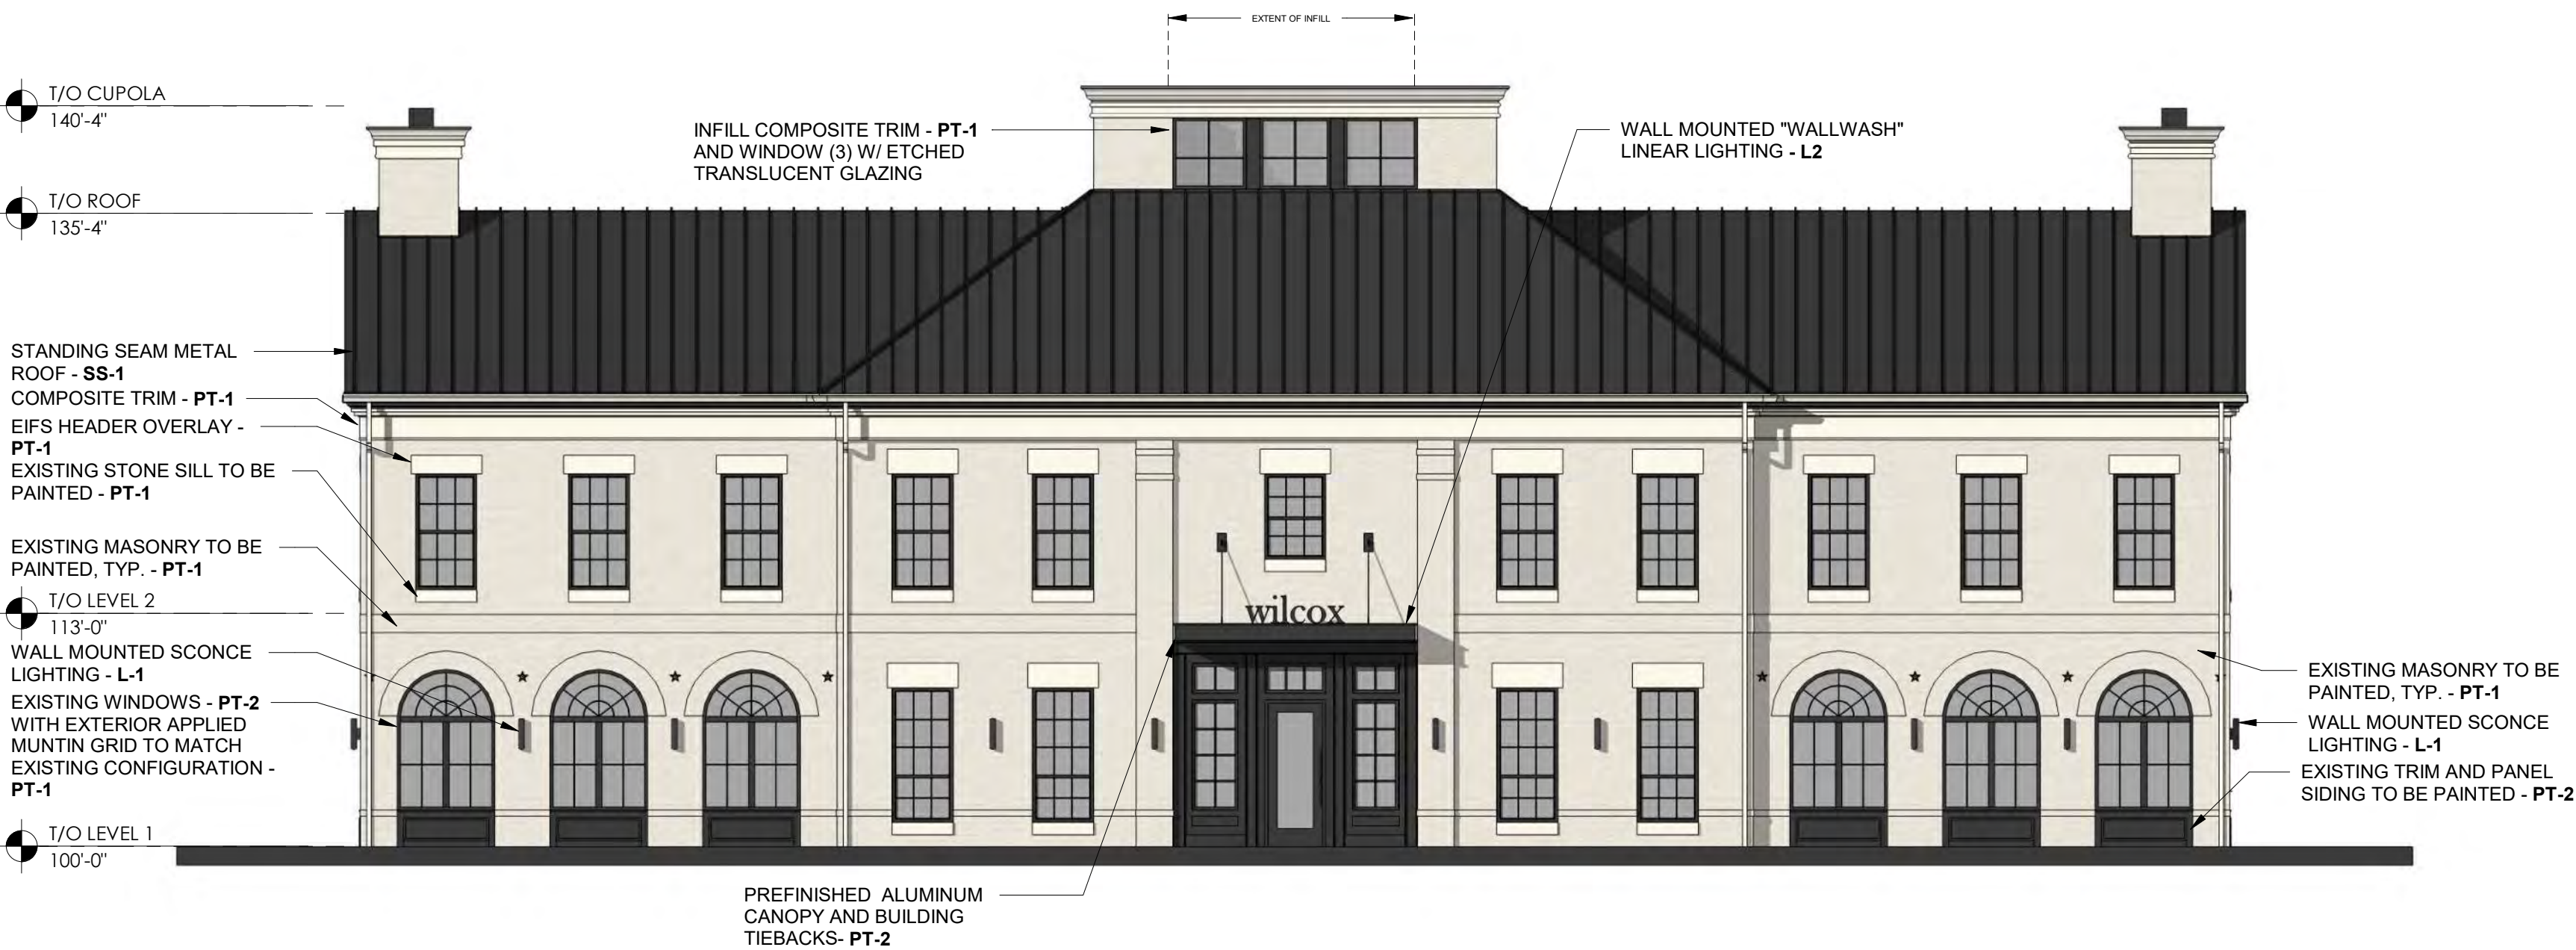 EXTENT OF INFILL
T/O CUPOLA
140'-4"
INFILL COMPOSITE TRIM - PT-1
AND WINDOW (3) W/ ETCHED
TRANSLUCENT GLAZING
WALL MOUNTED "WALLWASH"
LINEAR LIGHTING - L2
T/O ROOF
135'-4"
STANDING SEAM METAL
ROOF - SS-1
COMPOSITE TRIM - PT-1
EIFS HEADER OVERLAY -
PT-1
EXISTING STONE SILL TO BE
PAINTED - PT-1
EXISTING MASONRY TO BE
PAINTED, TYP. - PT-1
T/O LEVEL 2
113'-0"
WALL MOUNTED SCONCE
LIGHTING - L-1
EXISTING WINDOWS - PT-2
WITH EXTERIOR APPLIED
MUNTIN GRID TO MATCH
EXISTING CONFIGURATION -
PT-1
T/O LEVEL 1
100'-0"
wilcox
EXISTING MASONRY TO BE
PAINTED, TYP. - PT-1
WALL MOUNTED SCONCE
LIGHTING - L-1
EXISTING TRIM AND PANEL
SIDING TO BE PAINTED - PT-2
PREFINISHED ALUMINUM
CANOPY AND BUILDING
TIEBACKS- PT-2